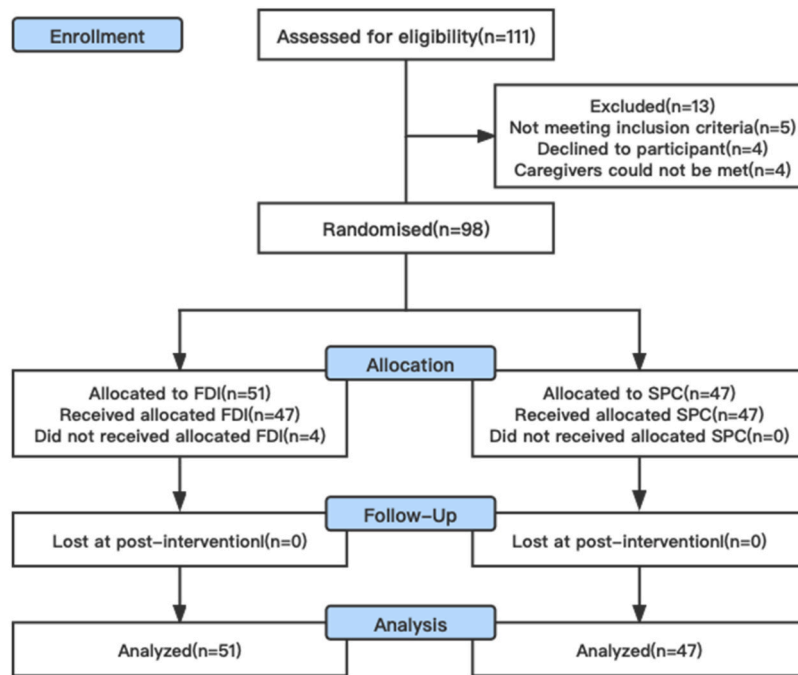 Enrollment
Assessed for eligibility(n=111)
Excluded(n=13)
Not meeting inclusion criteria(n=5)
Declined to participant(n=4)
Caregivers could not be met(n=4)
Randomised(n=98)
Allocation
Allocated to FDI(n=51)
Received allocated FDI(n=47)
Did not received allocated FDI(n=4)
Allocated to SPC(n=47)
Received allocated SPC(n=47)
Did not received allocated SPC(n=0)
Follow-Up
Lost at post-interventionl(n=0)
Lost at post-interventionl(n=0)
Analysis
Analyzed(n=51)
Analyzed(n=47)